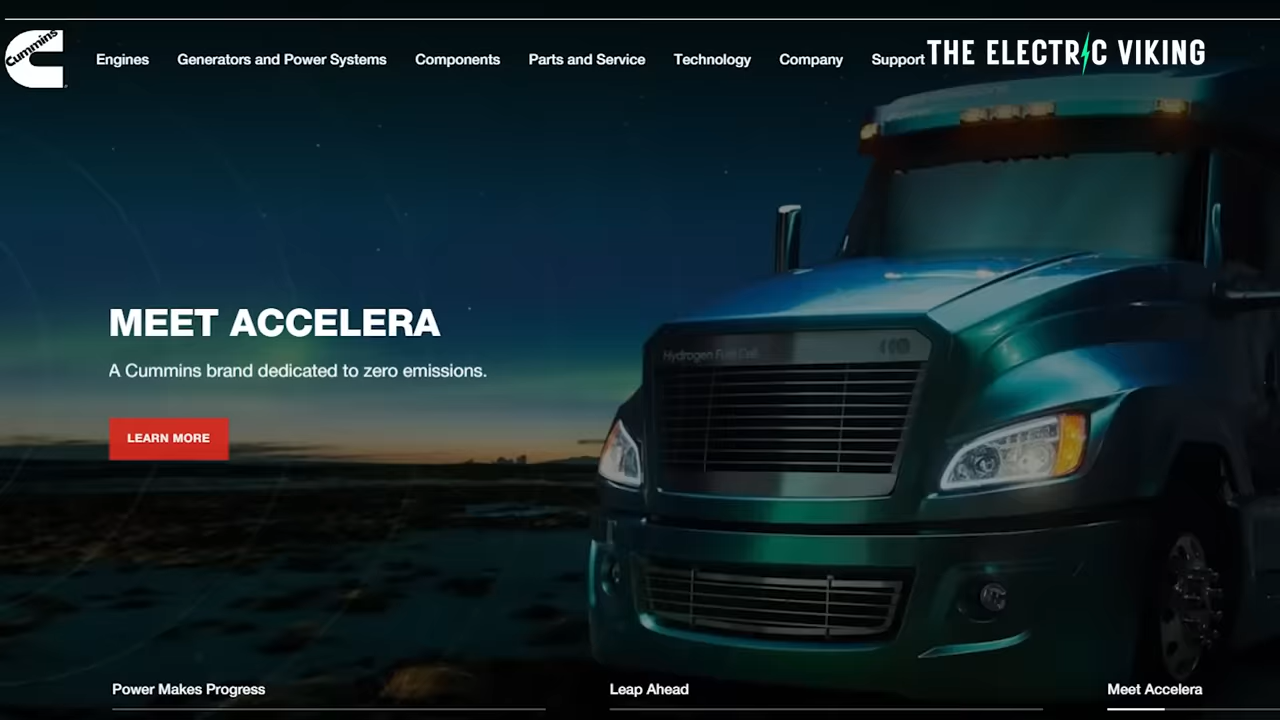 Cummins
Engines Generators and Power Systems Components Parts and Service Technology Company Support
THE ELECTRIC VIKING
MEET ACCELERA
A Cummins brand dedicated to zero emissions.
LEARN MORE
Hydrogen Fuel Cell
Power Makes Progress Leap Ahead Meet Accelera